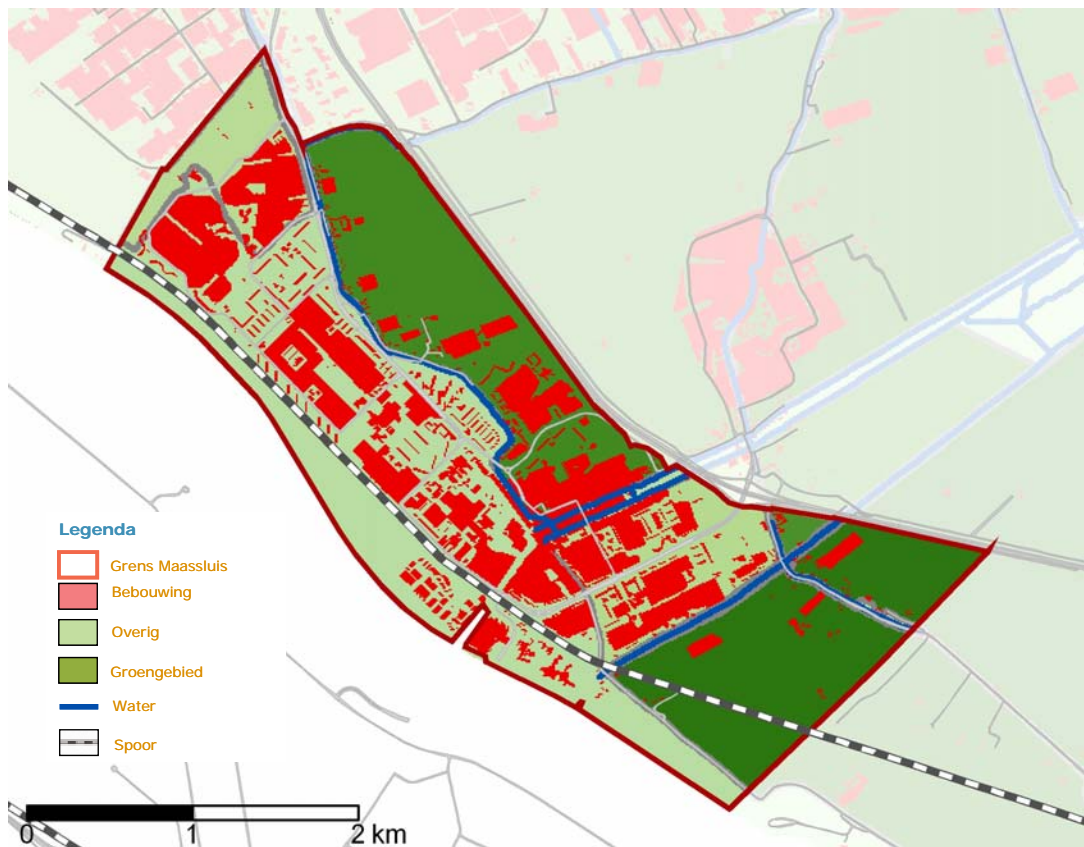 Legenda
Grens Maassluis
Bebouwing
Overig
Groengebied
Water
Spoor
0 1 2 km